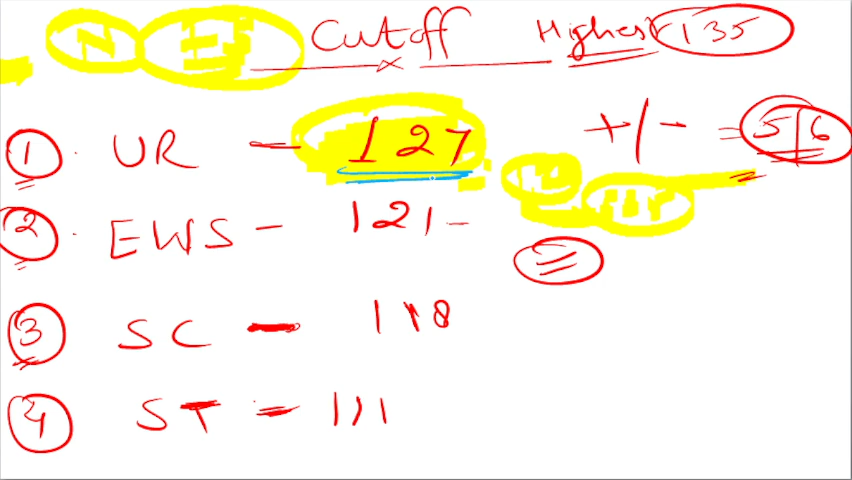 Cutoff Highest 135
1 . UR - 127 +/- = 5/6
2 . EWS - 121 -
3 SC - 118
4 ST = 111